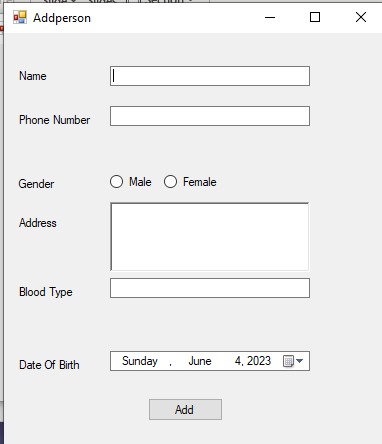 Addperson
Name
Phone Number
Gender Male Female
Address
Blood Type
Date Of Birth Sunday , June 4, 2023
Add